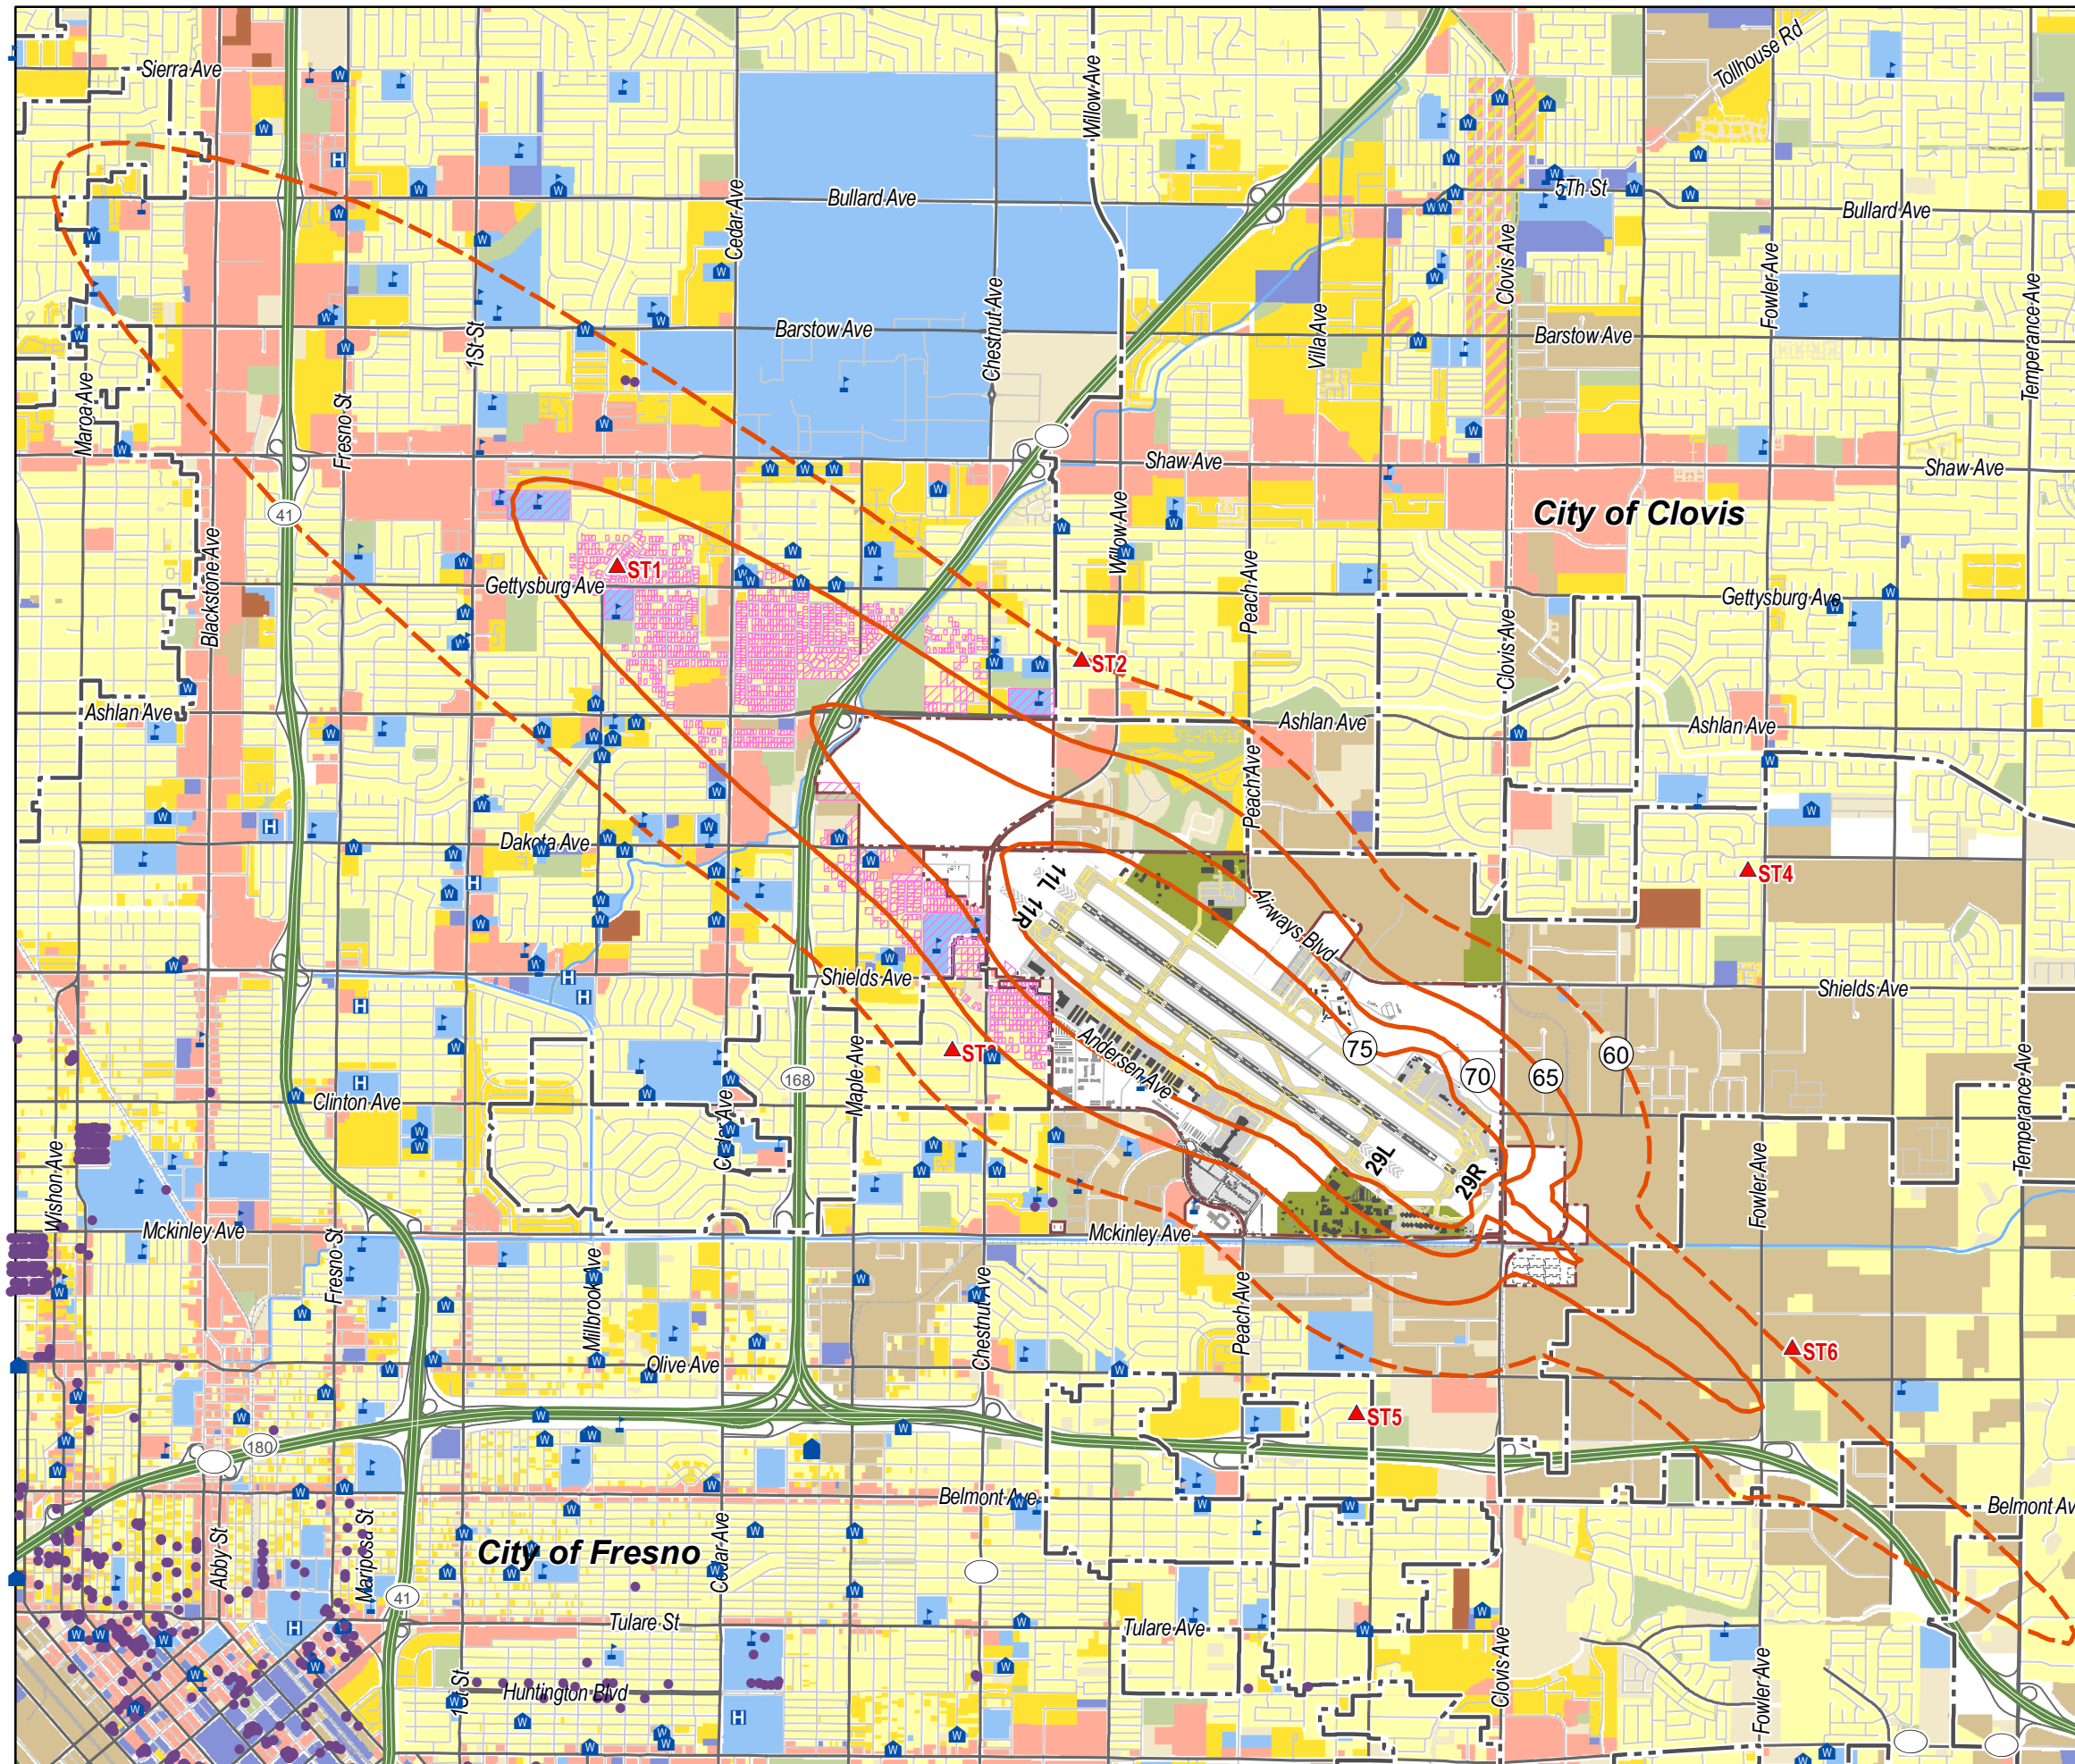 Sierra Ave
Willow Ave
Tollhouse Rd
Cedar Ave
Bullard Ave
5Th St
Bullard Ave
Clovis Ave
Fowler Ave
Temperance Ave
Chestnut Ave
Barstow Ave
1St St
Villa Ave
Barstow Ave
Maroa Ave
Fresno St
Shaw Ave
Shaw Ave
41
City of Clovis
Willow Ave
Blackstone Ave
ST1
Gettysburg Ave
Peach Ave
Gettysburg Ave
Clovis Ave
ST2
Ashlan Ave
Ashlan Ave
Ashlan Ave
Peach Ave
Dakota Ave
11L
11R
ST4
Airways Blvd
Shields Ave
Shields Ave
75
60
70
65
Andersen Ave
168
Maple Ave
Clinton Ave
Cedar Ave
Temperance Ave
Wishon Ave
29L
29R
Fowler Ave
Mckinley Ave
Mckinley Ave
Fresno St
Millbrook Ave
Chestnut Ave
Peach Ave
Olive Ave
ST6
ST5
180
Belmont Ave
Belmont Av
City of Fresno
Abby St
Mariposa St
Cedar Ave
41
Tulare St
Tulare Ave
1St St
Huntington Blvd
Clovis Ave
Fowler Ave